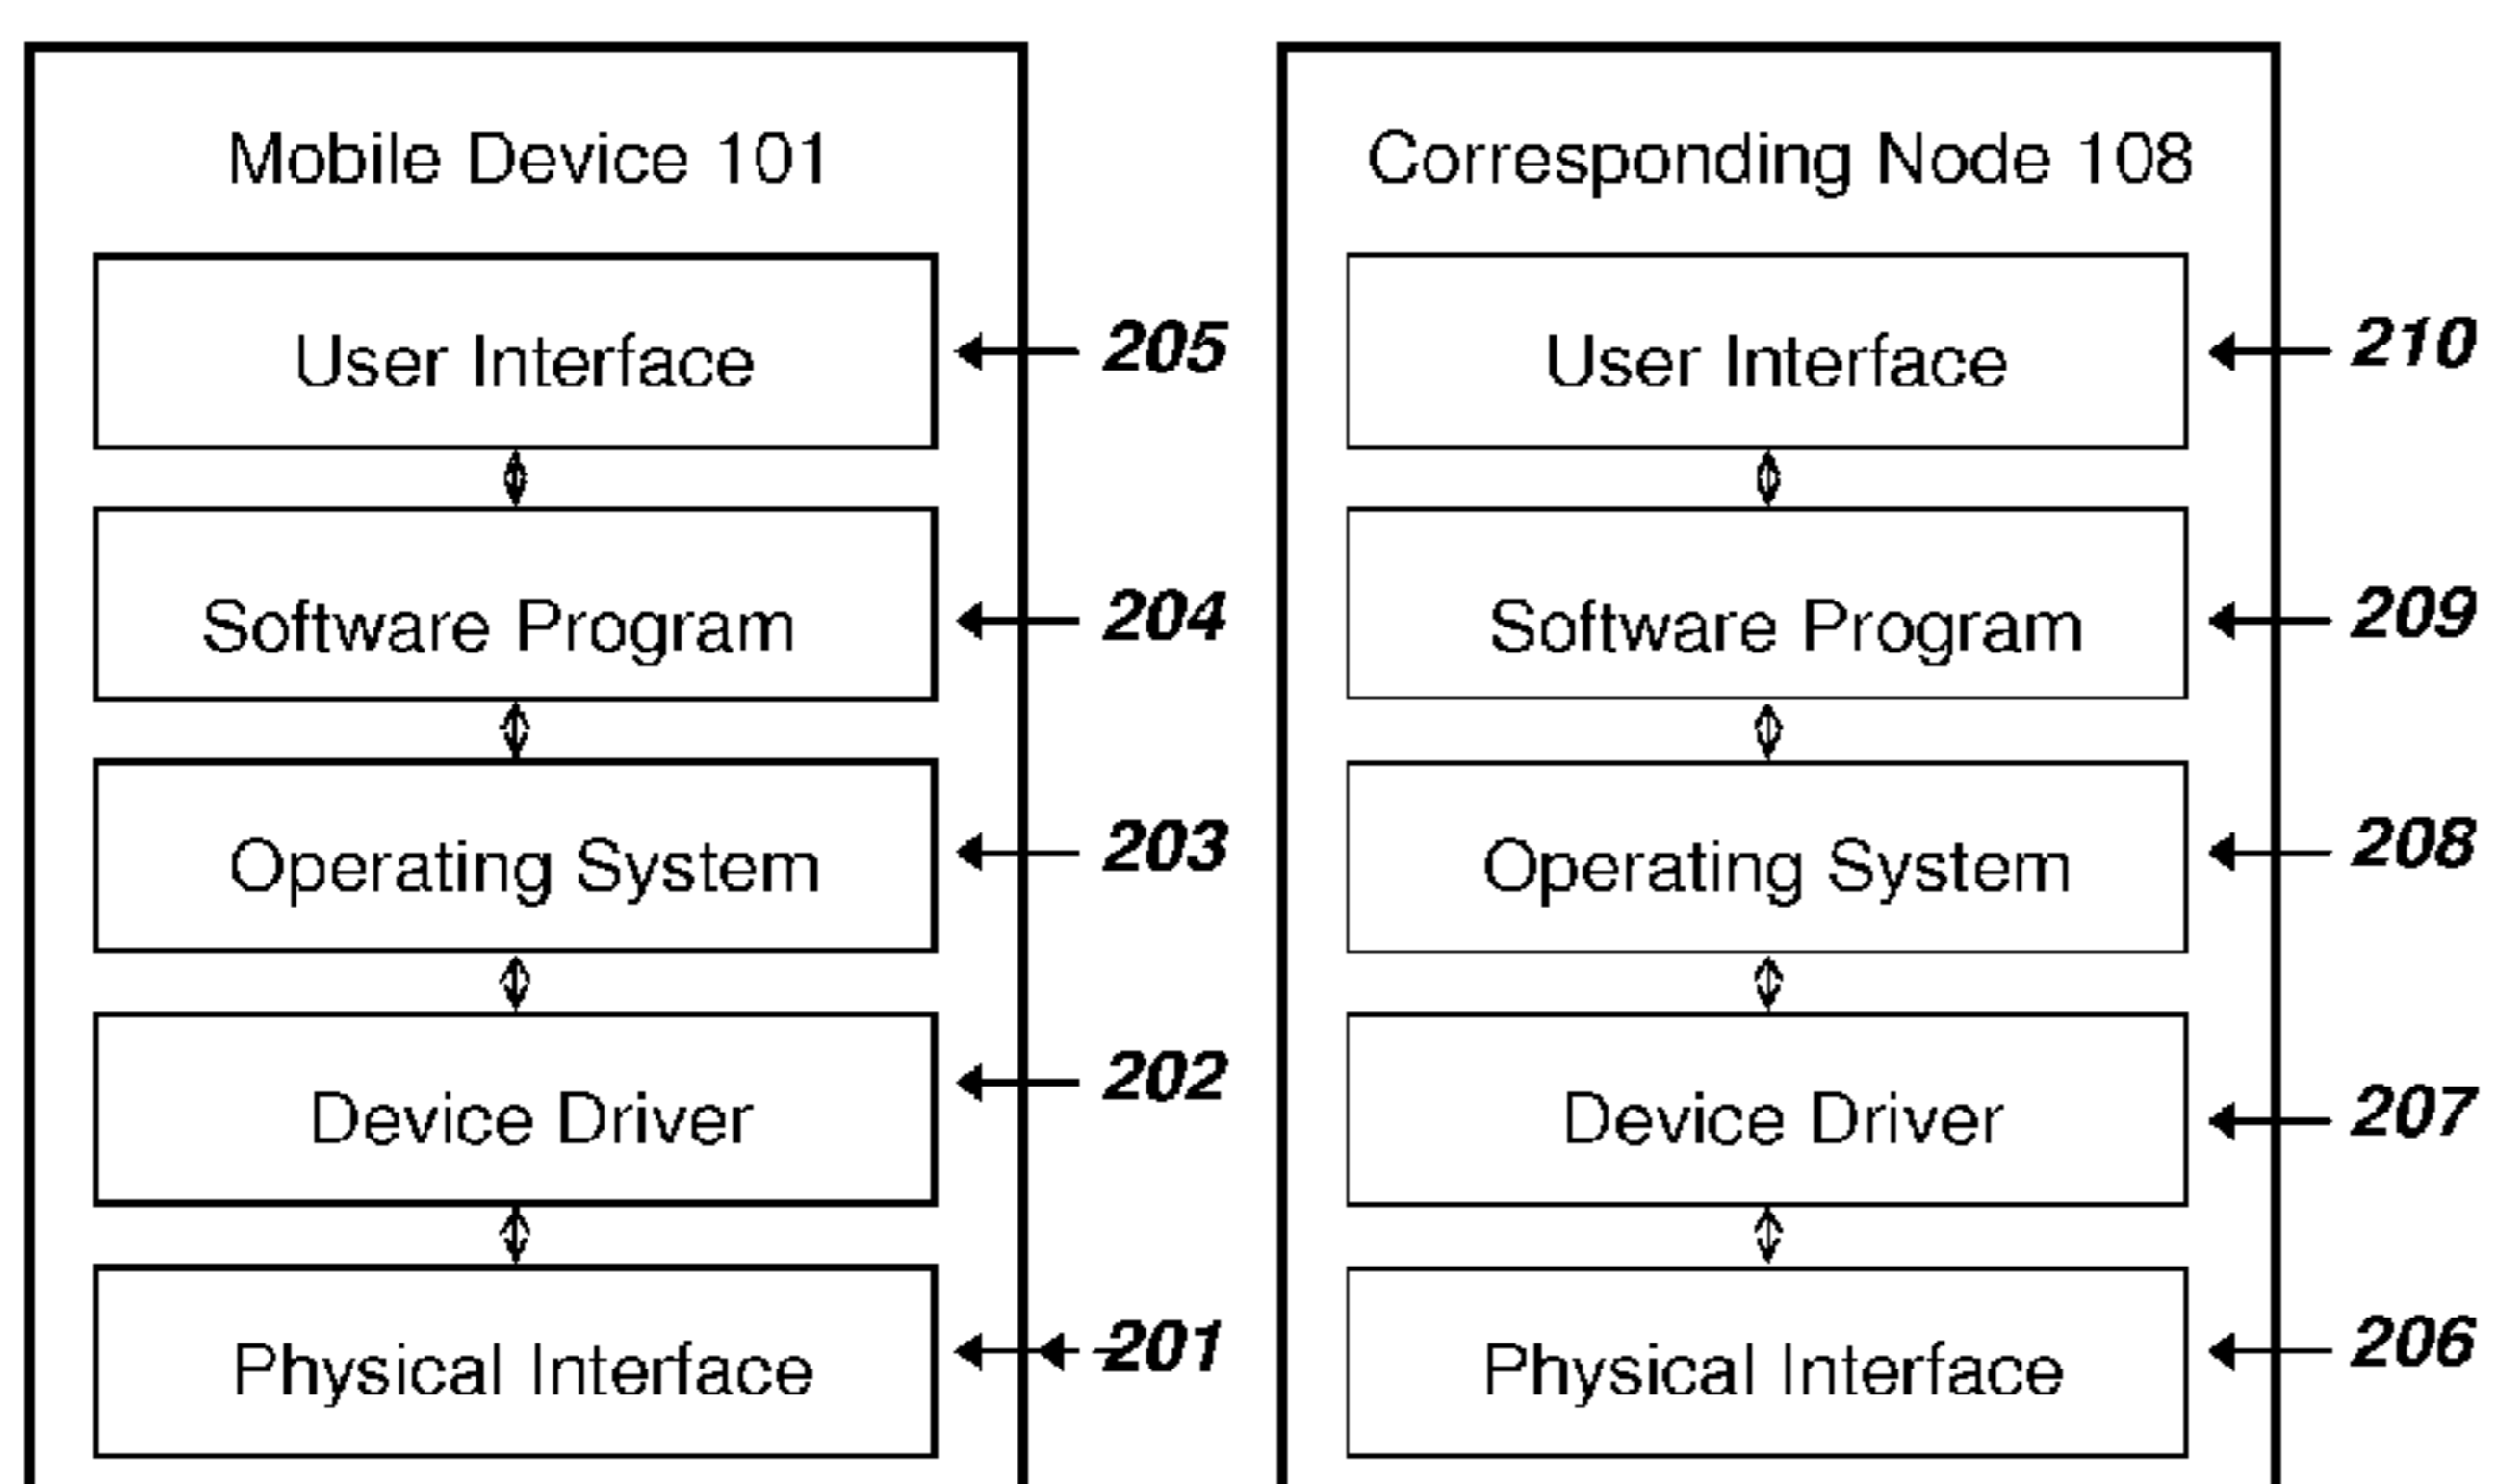 Mobile Device 101
User Interface
205
Software Program
204
Operating System
203
Device Driver
202
Physical Interface
201
Corresponding Node 108
User Interface
210
Software Program
209
Operating System
208
Device Driver
207
Physical Interface
206